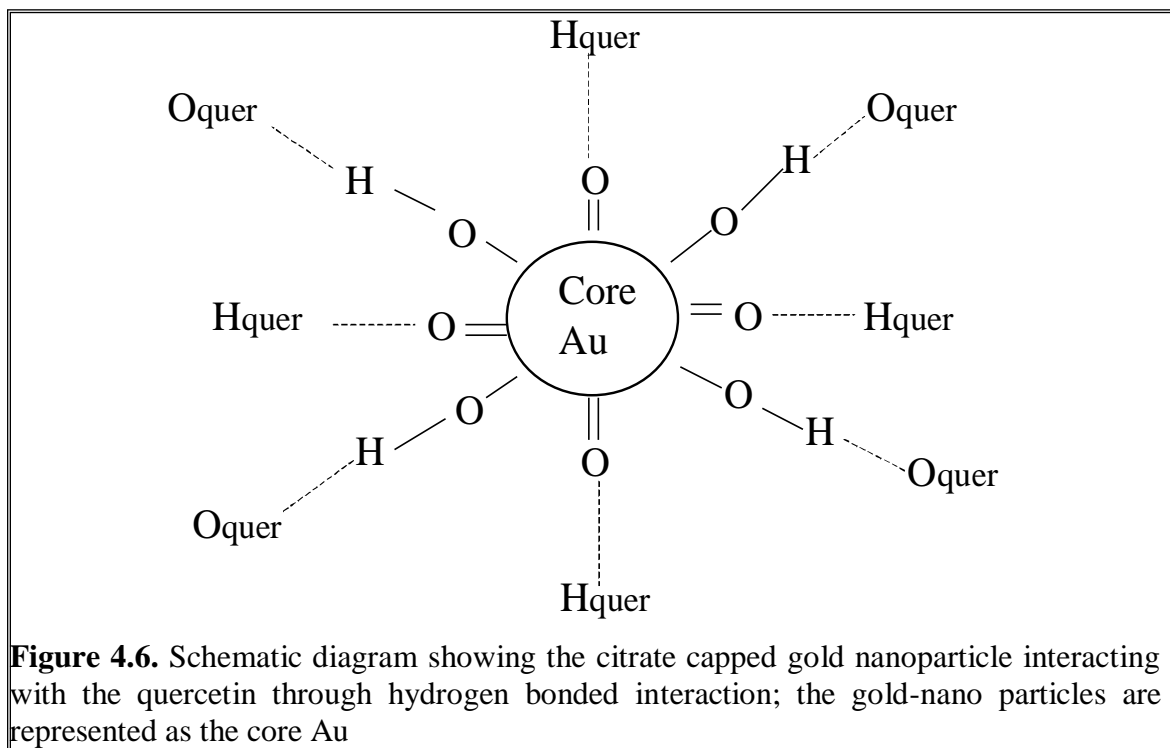 Hquer
Oquer Oquer
H H
O O O
Core
Hquer O O Hquer
Au
O O
H O H
Oquer
Oquer
Hquer
Figure 4.6. Schematic diagram showing the citrate capped gold nanoparticle interacting
with the quercetin through hydrogen bonded interaction; the gold-nano particles are
represented as the core Au